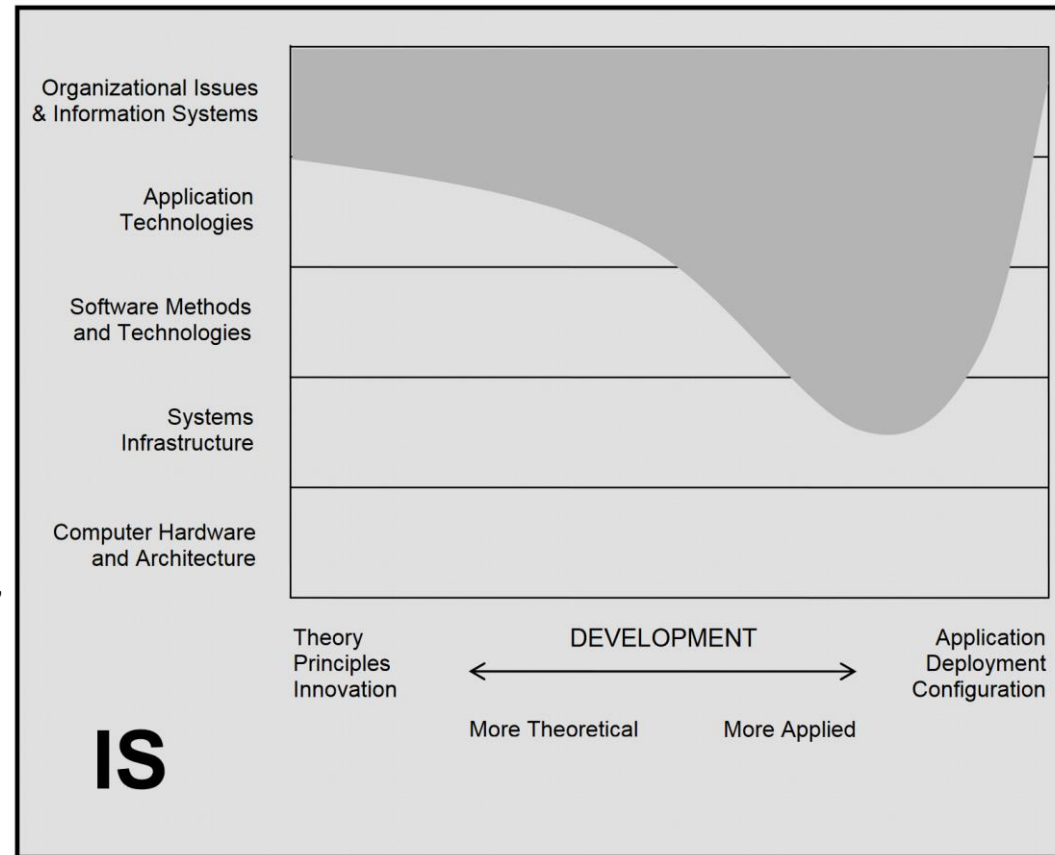 Organizational Issues
& Information Systems
Application
Technologies
Software Methods
and Technologies
Systems
Infrastructure
Computer Hardware
and Architecture
Theory
Principles
Innovation
DEVELOPMENT
More Theoretical
More Applied
Application
Deployment
Configuration
IS